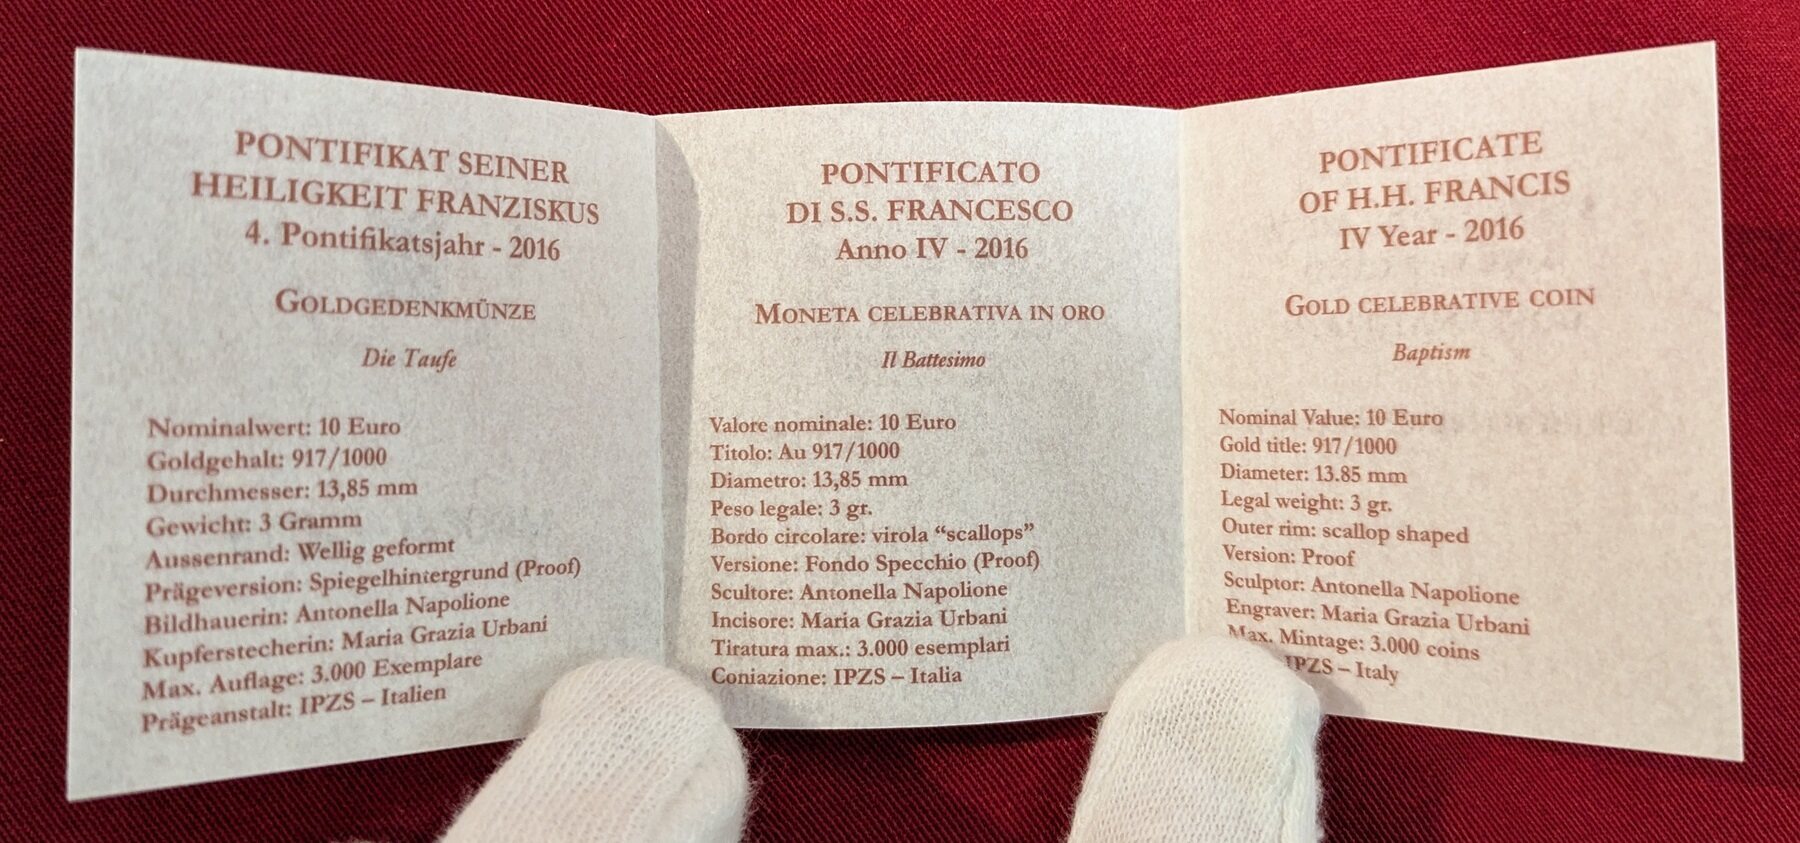 PONTIFIKAT SEINER
HEILIGKEIT FRANZISKUS
4. Pontifikatsjahr - 2016
GOLDGEDENKMÜNZE
Die Taufe
Nominalwert: 10 Euro
Goldgehalt: 917/1000
Durchmesser: 13,85 mm
Gewicht: 3 Gramm
Aussenrand: Wellig geformt
Prägeversion: Spiegelhintergrund (Proof)
Bildhauerin: Antonella Napolione
Kupferstecherin: Maria Grazia Urbani
Max. Auflage: 3.000 Exemplare
Prägeanstalt: IPZS – Italien
PONTIFICATO
DI S.S. FRANCESCO
Anno IV - 2016
MONETA CELEBRATIVA IN ORO
Il Battesimo
Valore nominale: 10 Euro
Titolo: Au 917/1000
Diametro: 13,85 mm
Peso legale: 3 gr.
Bordo circolare: virola “scallops”
Versione: Fondo Specchio (Proof)
Scultore: Antonella Napolione
Incisore: Maria Grazia Urbani
Tiratura max.: 3.000 esemplari
Coniazione: IPZS – Italia
PONTIFICATE
OF H.H. FRANCIS
IV Year - 2016
GOLD CELEBRATIVE COIN
Baptism
Nominal Value: 10 Euro
Gold title: 917/1000
Diameter: 13.85 mm
Legal weight: 3 gr.
Outer rim: scallop shaped
Version: Proof
Sculptor: Antonella Napolione
Engraver: Maria Grazia Urbani
Max. Mintage: 3.000 coins
IPZS – Italy